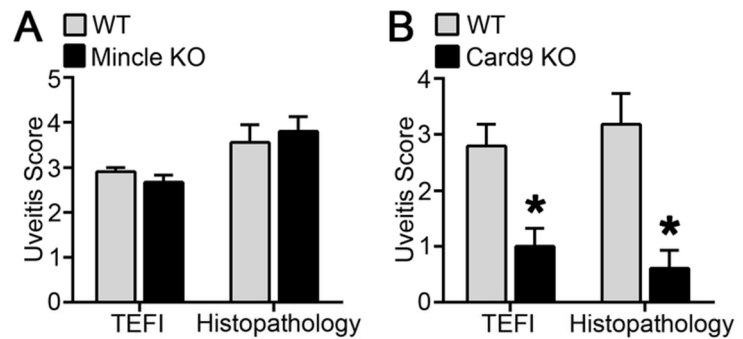 A
WT
Mincle KO
Uveitis Score
5
4
3
2
1
0
TEFI Histopathology
B
WT
Card9 KO
Uveitis Score
4
3
2
1
0
*
*
TEFI Histopathology